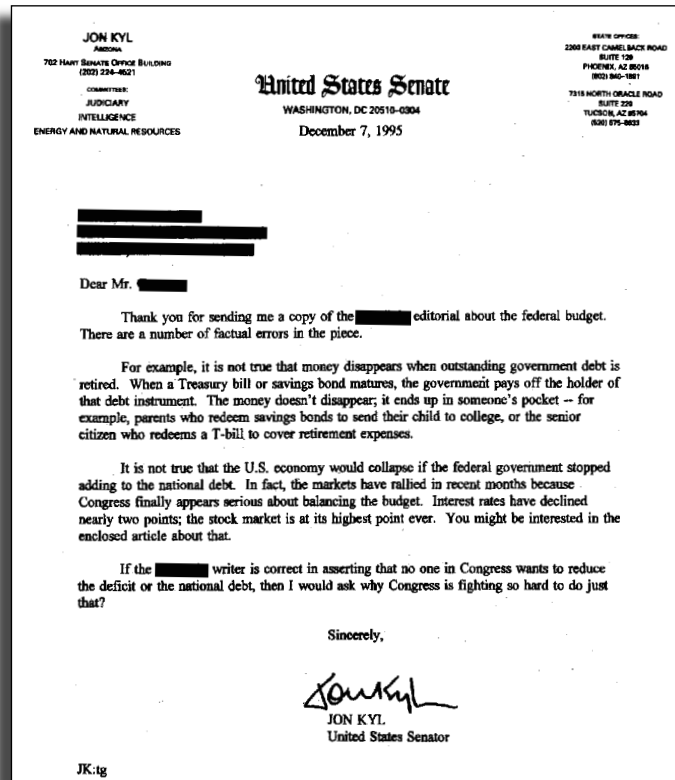 JON KYL
ARIZONA
702 HART SENATE OFFICE BUILDING
(202) 224-4521
COMMITTEES:
JUDICIARY
INTELLIGENCE
ENERGY AND NATURAL RESOURCES
United States Senate
WASHINGTON, DC 20510-0304
December 7, 1995
STATE OFFICES:
2200 EAST CAMELBACK ROAD
SUITE 120
PHOENIX, AZ 85016
(602) 840-1891
7315 NORTH ORACLE ROAD
SUITE 220
TUCSON, AZ 85704
(520) 575-8633
Dear Mr.
Thank you for sending me a copy of the editorial about the federal budget.
There are a number of factual errors in the piece.
For example, it is not true that money disappears when outstanding government debt is
retired. When a Treasury bill or savings bond matures, the government pays off the holder of
that debt instrument. The money doesn't disappear; it ends up in someone's pocket -- for
example, parents who redeem savings bonds to send their child to college, or the senior
citizen who redeems a T-bill to cover retirement expenses.
It is not true that the U.S. economy would collapse if the federal government stopped
adding to the national debt. In fact, the markets have rallied in recent months because
Congress finally appears serious about balancing the budget. Interest rates have declined
nearly two points; the stock market is at its highest point ever. You might be interested in the
enclosed article about that.
If the writer is correct in asserting that no one in Congress wants to reduce
the deficit or the national debt, then I would ask why Congress is fighting so hard to do just
that?
Sincerely,
Jon Kyl
JON KYL
United States Senator
JK:tg